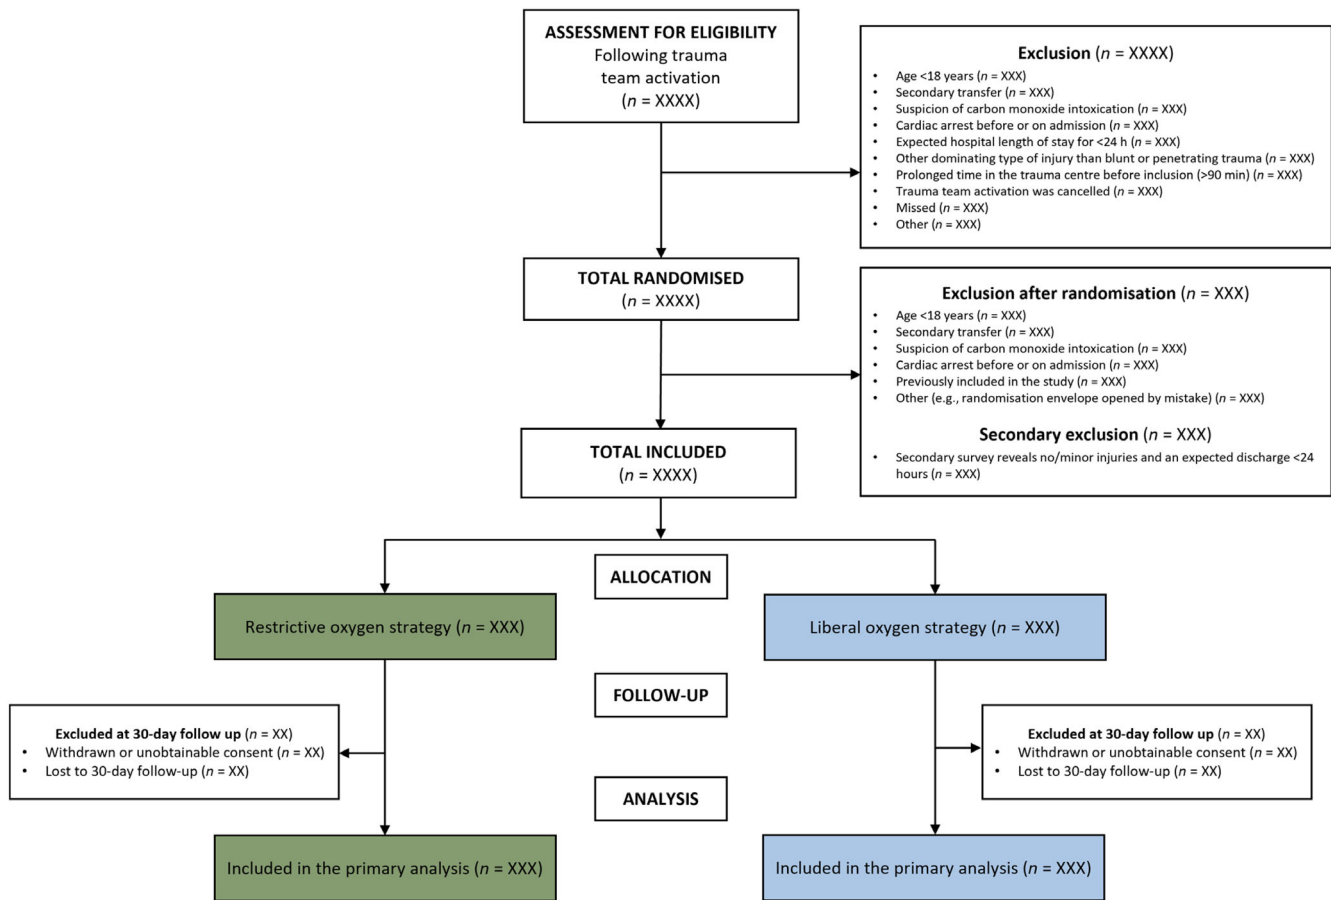 ASSESSMENT FOR ELIGIBILITY
Following trauma
team activation
(n = XXXX)
Exclusion (n = XXXX)
• Age <18 years (n = XXX)
• Secondary transfer (n = XXX)
• Suspicion of carbon monoxide intoxication (n = XXX)
• Cardiac arrest before or on admission (n = XXX)
• Expected hospital length of stay for <24 h (n = XXX)
• Other dominating type of injury than blunt or penetrating trauma (n = XXX)
• Prolonged time in the trauma centre before inclusion (>90 min) (n = XXX)
• Trauma team activation was cancelled (n = XXX)
• Missed (n = XXX)
• Other (n = XXX)
TOTAL RANDOMISED
(n = XXXX)
Exclusion after randomisation (n = XXX)
• Age <18 years (n = XXX)
• Secondary transfer (n = XXX)
• Suspicion of carbon monoxide intoxication (n = XXX)
• Cardiac arrest before or on admission (n = XXX)
• Previously included in the study (n = XXX)
• Other (e.g., randomisation envelope opened by mistake) (n = XXX)
Secondary exclusion (n = XXX)
• Secondary survey reveals no/minor injuries and an expected discharge <24
hours (n = XXX)
TOTAL INCLUDED
(n = XXXX)
ALLOCATION
Restrictive oxygen strategy (n = XXX)
Liberal oxygen strategy (n = XXX)
FOLLOW-UP
Excluded at 30-day follow up (n = XX)
• Withdrawn or unobtainable consent (n = XX)
• Lost to 30-day follow-up (n = XX)
Excluded at 30-day follow up (n = XX)
• Withdrawn or unobtainable consent (n = XX)
• Lost to 30-day follow-up (n = XX)
ANALYSIS
Included in the primary analysis (n = XXX)
Included in the primary analysis (n = XXX)